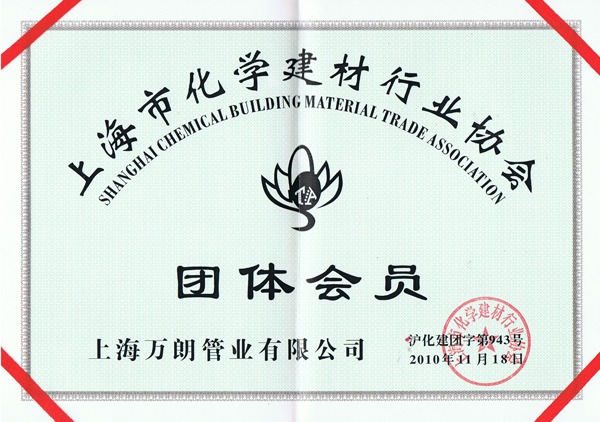 上海市化学建材行业协会
SHANGHAI CHEMICAL BUILDING MATERIAL TRADE ASSOCIATION
团体会员
上海万朗管业有限公司
沪化建团字第943号
2010年11月18日
上海市化学建材行业协会